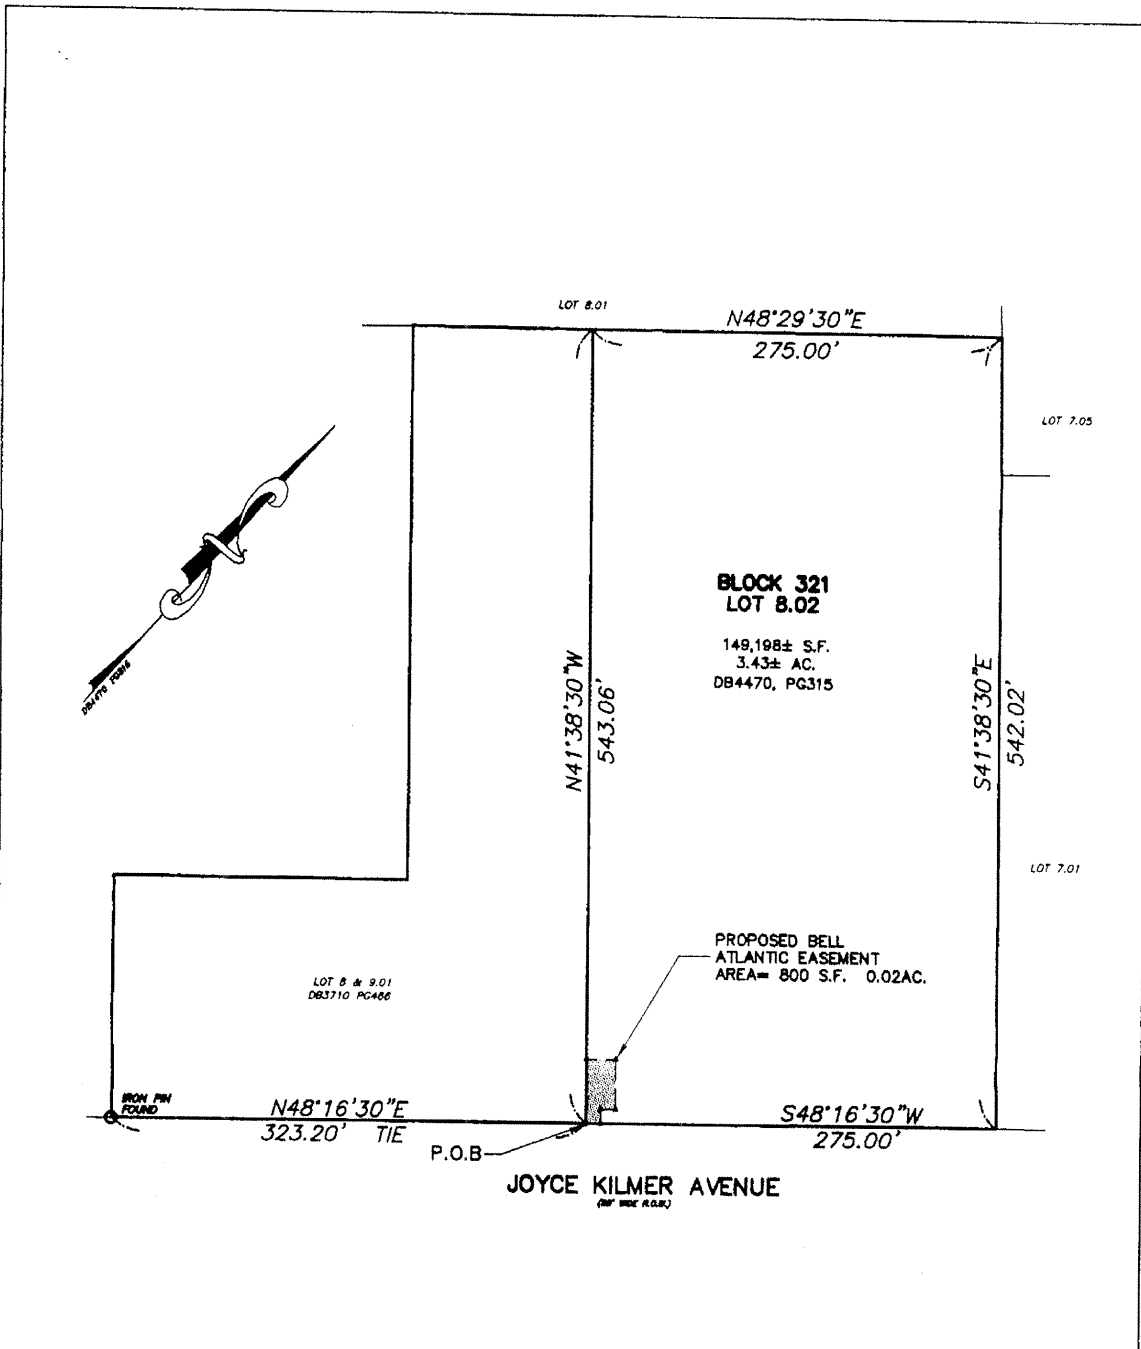 LOT 8.01
N48°29'30"E
275.00'
LOT 7.05
BLOCK 321
LOT 8.02
149,198± S.F.
3.43± AC.
DB4470, PG315
N41°38'30"W
543.06'
S41°38'30"E
542.02'
LOT 7.01
PROPOSED BELL
ATLANTIC EASEMENT
AREA= 800 S.F. 0.02AC.
LOT 8 & 9.01
DB3710 PG466
IRON PIN
FOUND
N48°16'30"E
323.20' TIE
P.O.B
S48°16'30"W
275.00'
JOYCE KILMER AVENUE
WIDE R.O.W.)
DB4470